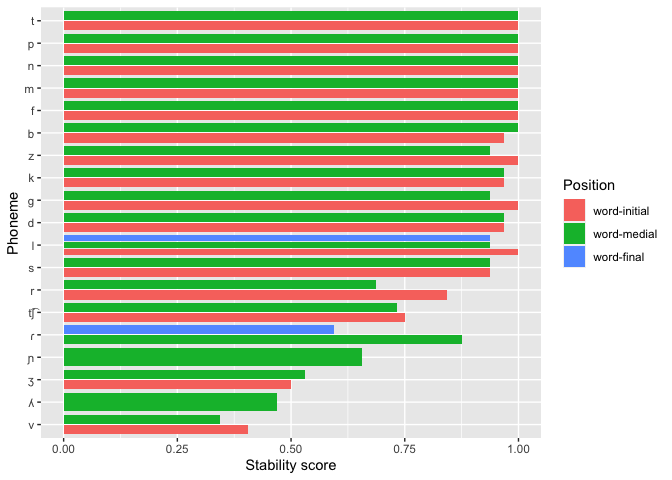 t
p
n
m
f
b
z
k
g
d
l
s
r
t͡ʃ
ɾ
ɲ
ʒ
ʎ
v
Phoneme
0.00 0.25 0.50 0.75 1.00
Stability score
Position
word-initial
word-medial
word-final